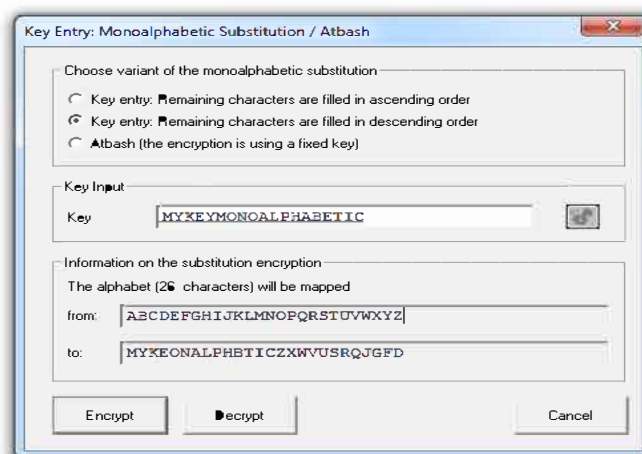 Key Entry: Monoalphabetic Substitution / Atbash
Choose variant of the monoalphabetic substitution
Key entry: Remaining characters are filled in ascending order
Key entry: Remaining characters are filled in descending order
Atbash (the encryption is using a fixed key)
Key Input
Key MYKEYMONOALPHABETIC
Information on the substitution encryption
The alphabet (26 characters) will be mapped
from: ABCDEFGHIJKLMNOPQRSTUVWXYZ
to: MYKEONALPHBTICZXWVUSRQJGFD
Encrypt Decrypt Cancel